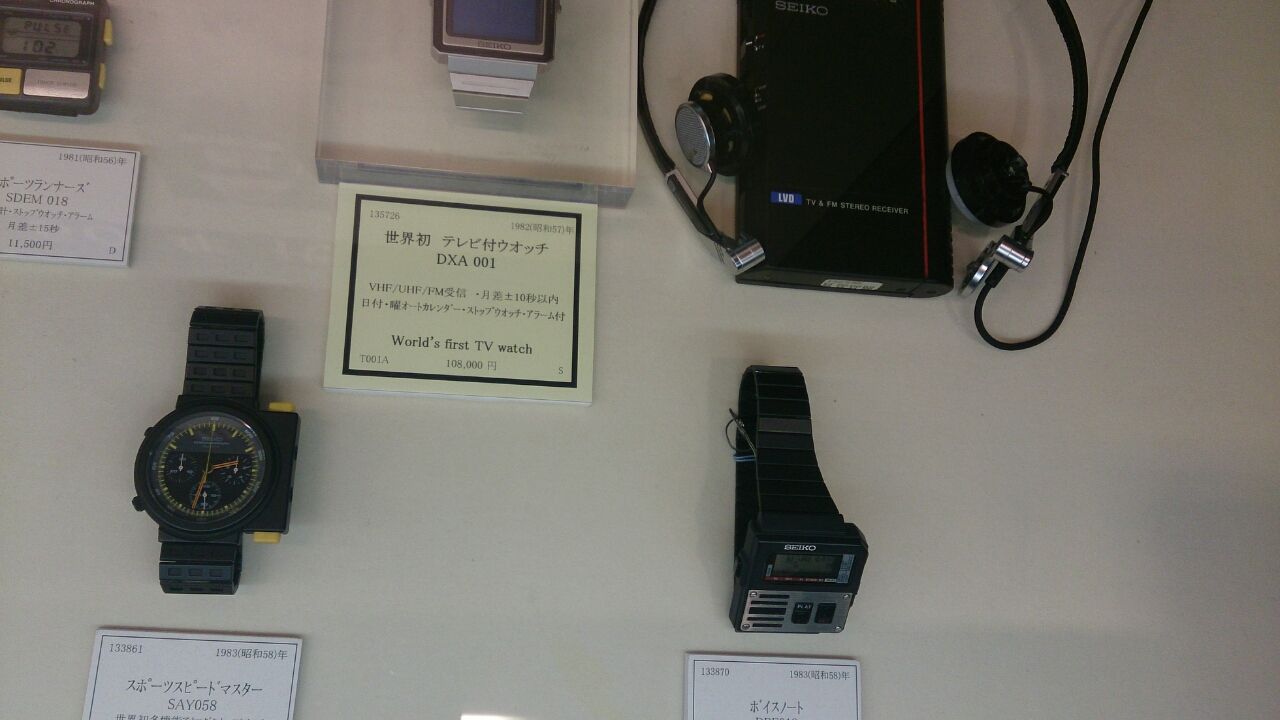 CHRONOGRAPH
PULSE
102
1981(昭和56)年
ポーツランナーズ
SDEM 018
計・ストップウオッチ・アラーム
月差±15秒
11,500円
D
SEIKO
135726
1982(昭和57)年
世界初 テレビ付ウオッチ
DXA 001
VHF/UHF/FM受信 ・月差±10秒以内
日付・曜オートカレンダー・ストップウオッチ・アラーム付
World's first TV watch
T001A
108,000 円
S
SEIKO
LVD TV & FM STEREO RECEIVER
133861
1983(昭和58)年
スポーツスピードマスター
SAY058
SEIKO
PLAY
133870
1983(昭和58)年
ボイスノート